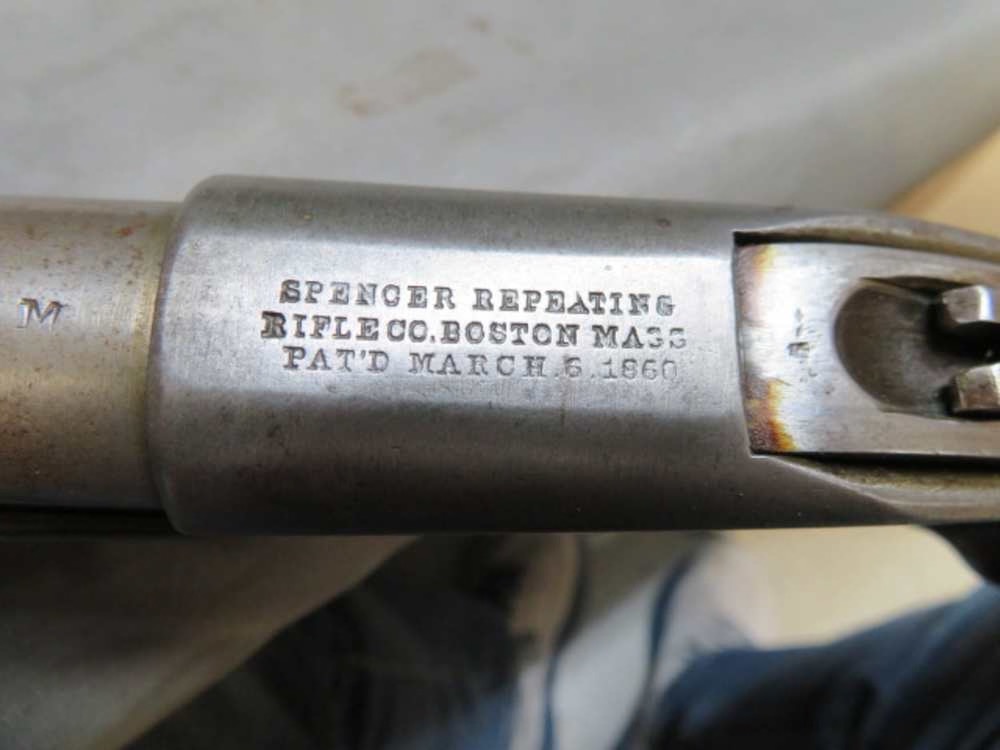 M
SPENCER REPEATING
RIFLE CO. BOSTON MASS
PAT'D MARCH. 6. 1860